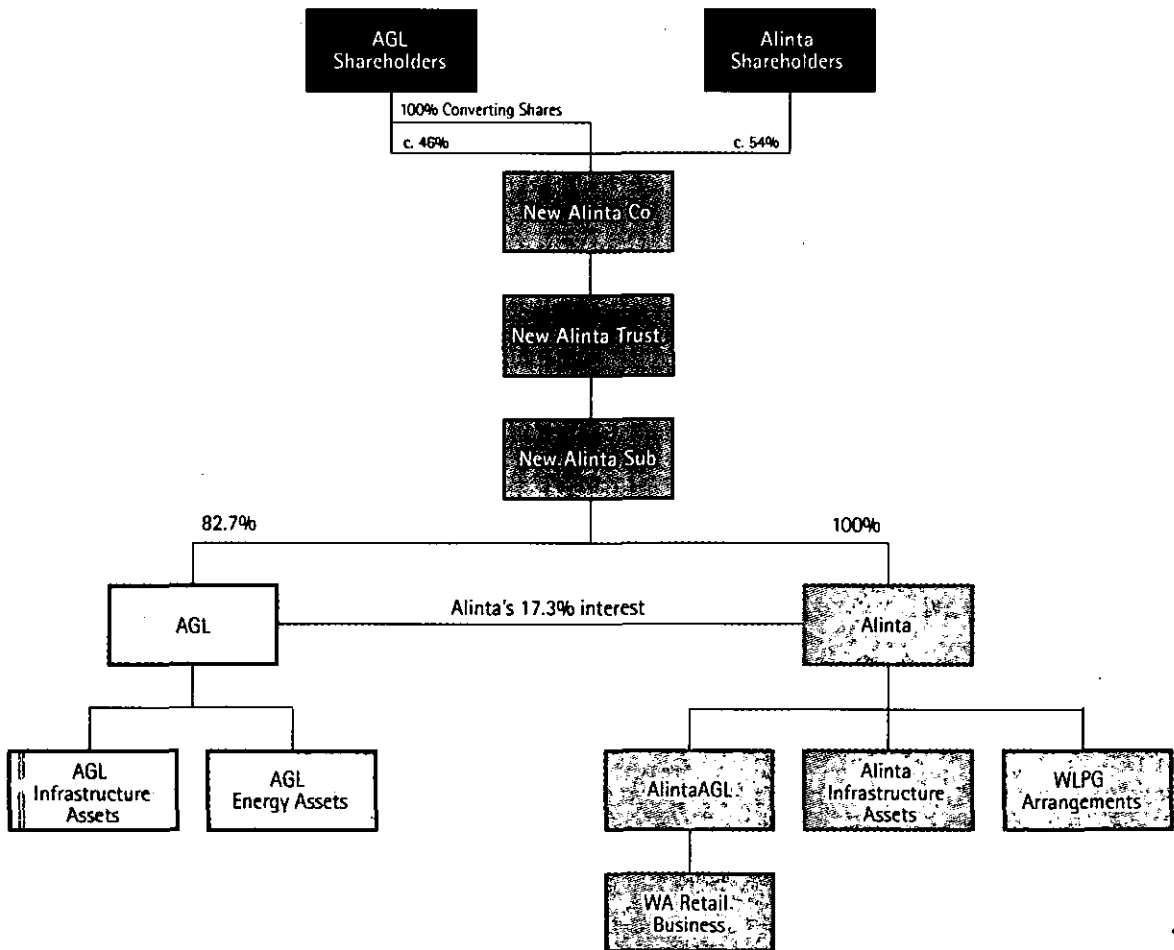 AGL
Shareholders
Alinta
Shareholders
100% Converting Shares
c. 46%
c. 54%
New Alinta Co
New Alinta Trust
New Alinta Sub
82.7%
100%
AGL
Alinta's 17.3% interest
Alinta
AGL
Infrastructure
Assets
AGL
Energy Assets
AlintaAGL
Alinta
Infrastructure
Assets
WLPG
Arrangements
WA Retail
Business